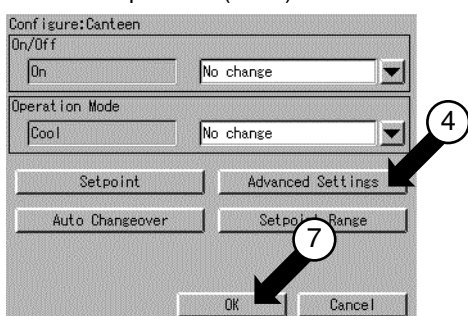 Configure:Canteen
On/Off
On No change
Operation Mode
Cool No change
4
Setpoint Advanced Settings
Auto Changeover Setpoint Range
7
OK Cancel